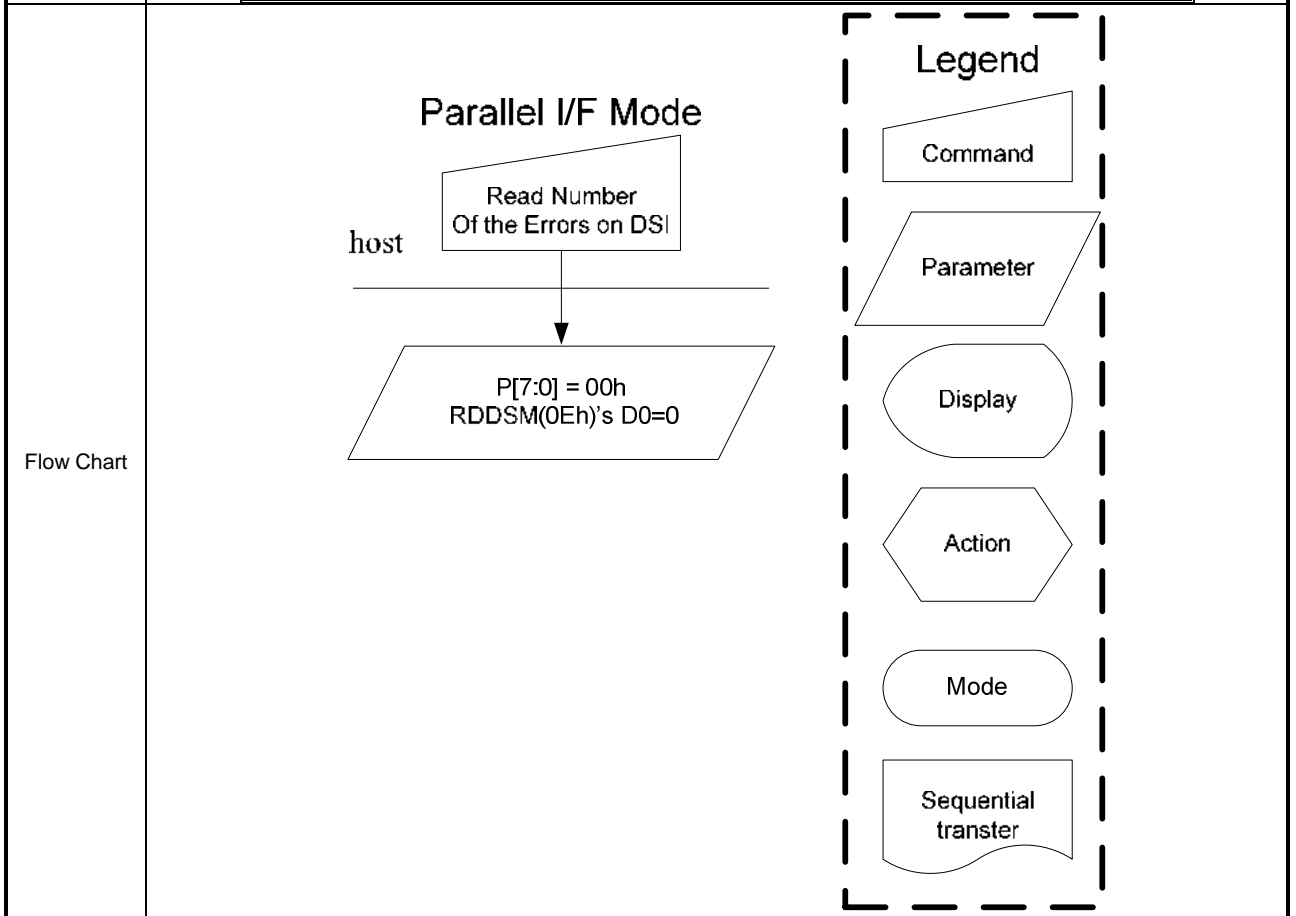 Flow Chart
Parallel I/F Mode
Read Number
Of the Errors on DSI
host
P[7:0] = 00h
RDDSM(0Eh)'s D0=0
Legend
Command
Parameter
Display
Action
Mode
Sequential
transter